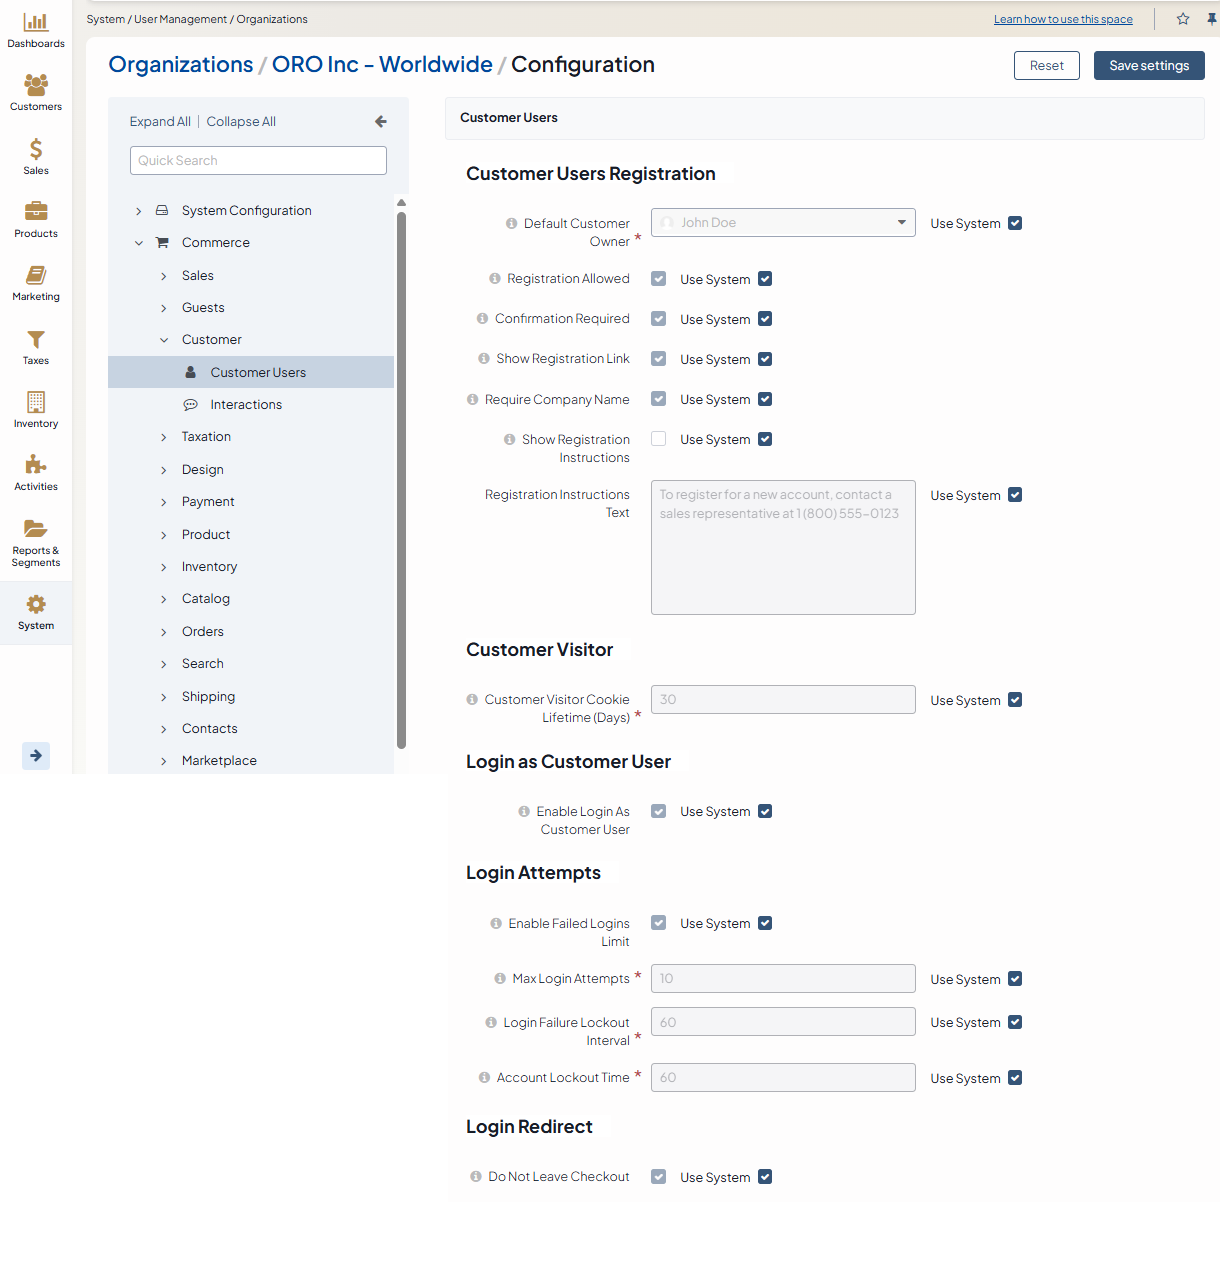 System / User Management / Organizations
Learn how to use this space
Dashboards
Customers
Sales
Products
Marketing
Taxes
Inventory
Activities
Reports &
Segments
System
Organizations / ORO Inc - Worldwide / Configuration
Reset
Save settings
Expand All | Collapse All
Quick Search
System Configuration
Commerce
Sales
Guests
Customer
Customer Users
Interactions
Taxation
Design
Payment
Product
Inventory
Catalog
Orders
Search
Shipping
Contacts
Marketplace
Customer Users
Customer Users Registration
Default Customer
Owner *
John Doe
Use System
Registration Allowed
Use System
Confirmation Required
Use System
Show Registration Link
Use System
Require Company Name
Use System
Show Registration
Instructions
Use System
Registration Instructions
Text
To register for a new account, contact a
sales representative at 1 (800) 555-0123
Use System
Customer Visitor
Customer Visitor Cookie
Lifetime (Days) *
30
Use System
Login as Customer User
Enable Login As
Customer User
Use System
Login Attempts
Enable Failed Logins
Limit
Use System
Max Login Attempts *
10
Use System
Login Failure Lockout
Interval *
60
Use System
Account Lockout Time *
60
Use System
Login Redirect
Do Not Leave Checkout
Use System